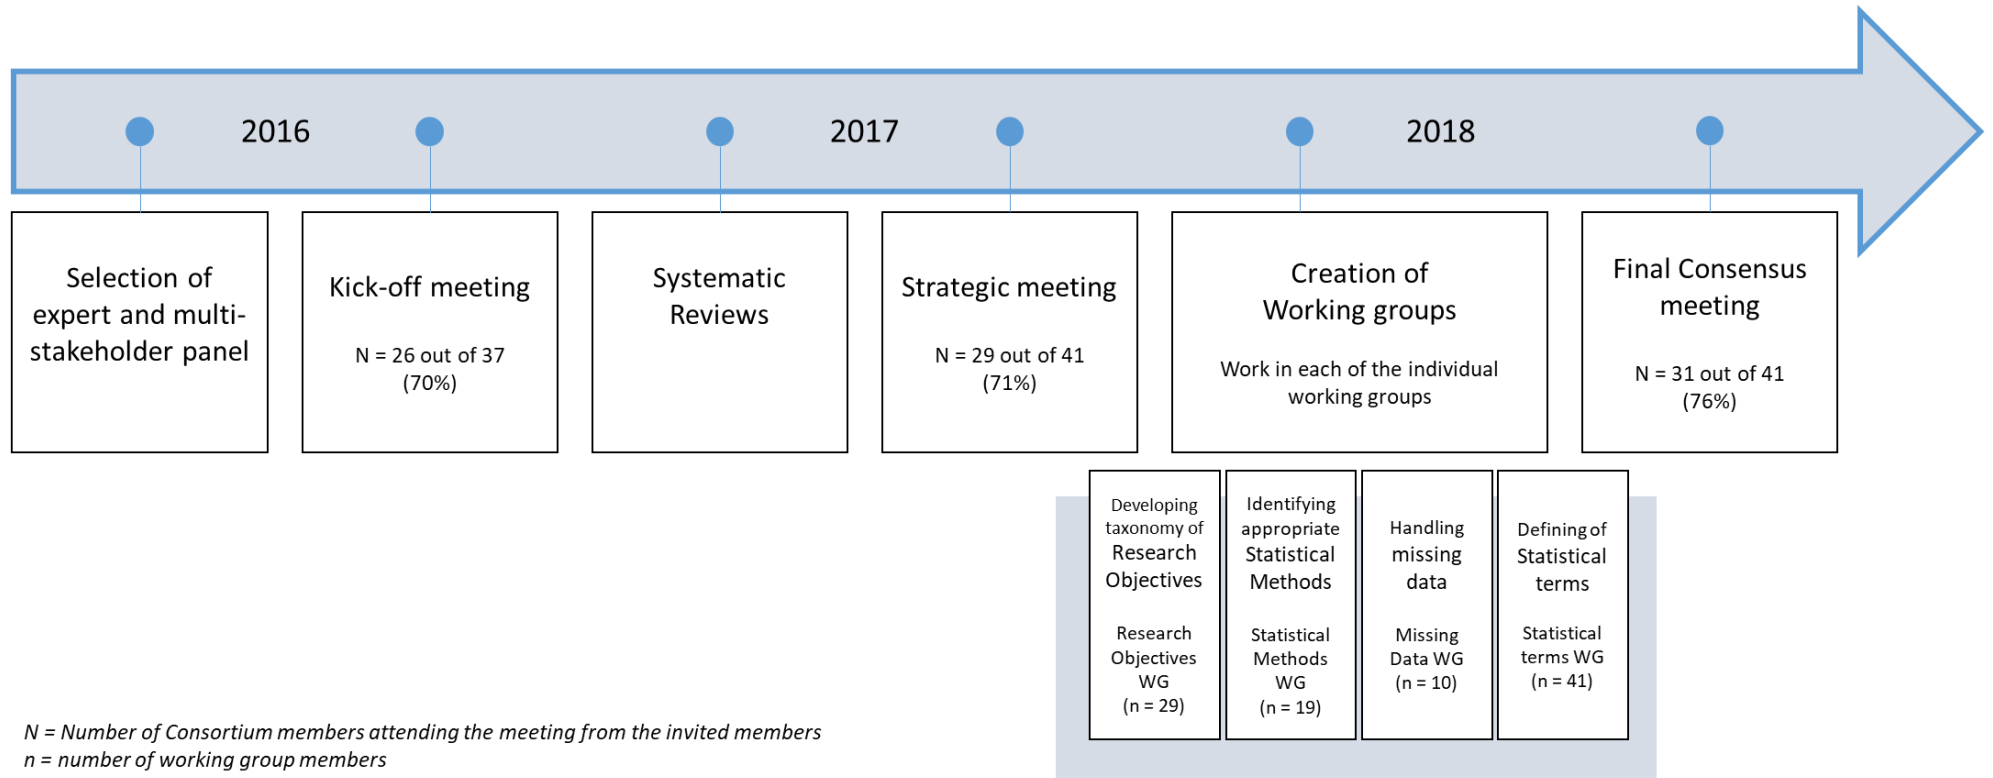 2016
2017
2018
Selection of
expert and multi-
stakeholder panel
Kick-off meeting
N = 26 out of 37
(70%)
Systematic
Reviews
Strategic meeting
N = 29 out of 41
(71%)
Creation of
Working groups
Work in each of the individual
working groups
Final Consensus
meeting
N = 31 out of 41
(76%)
Developing
taxonomy of
Research
Objectives
Research
Objectives
WG
(n = 29)
Identifying
appropriate
Statistical
Methods
Statistical
Methods
WG
(n = 19)
Handling
missing
data
Missing
Data WG
(n = 10)
Defining of
Statistical
terms
Statistical
terms WG
(n = 41)
N = Number of Consortium members attending the meeting from the invited members
n = number of working group members